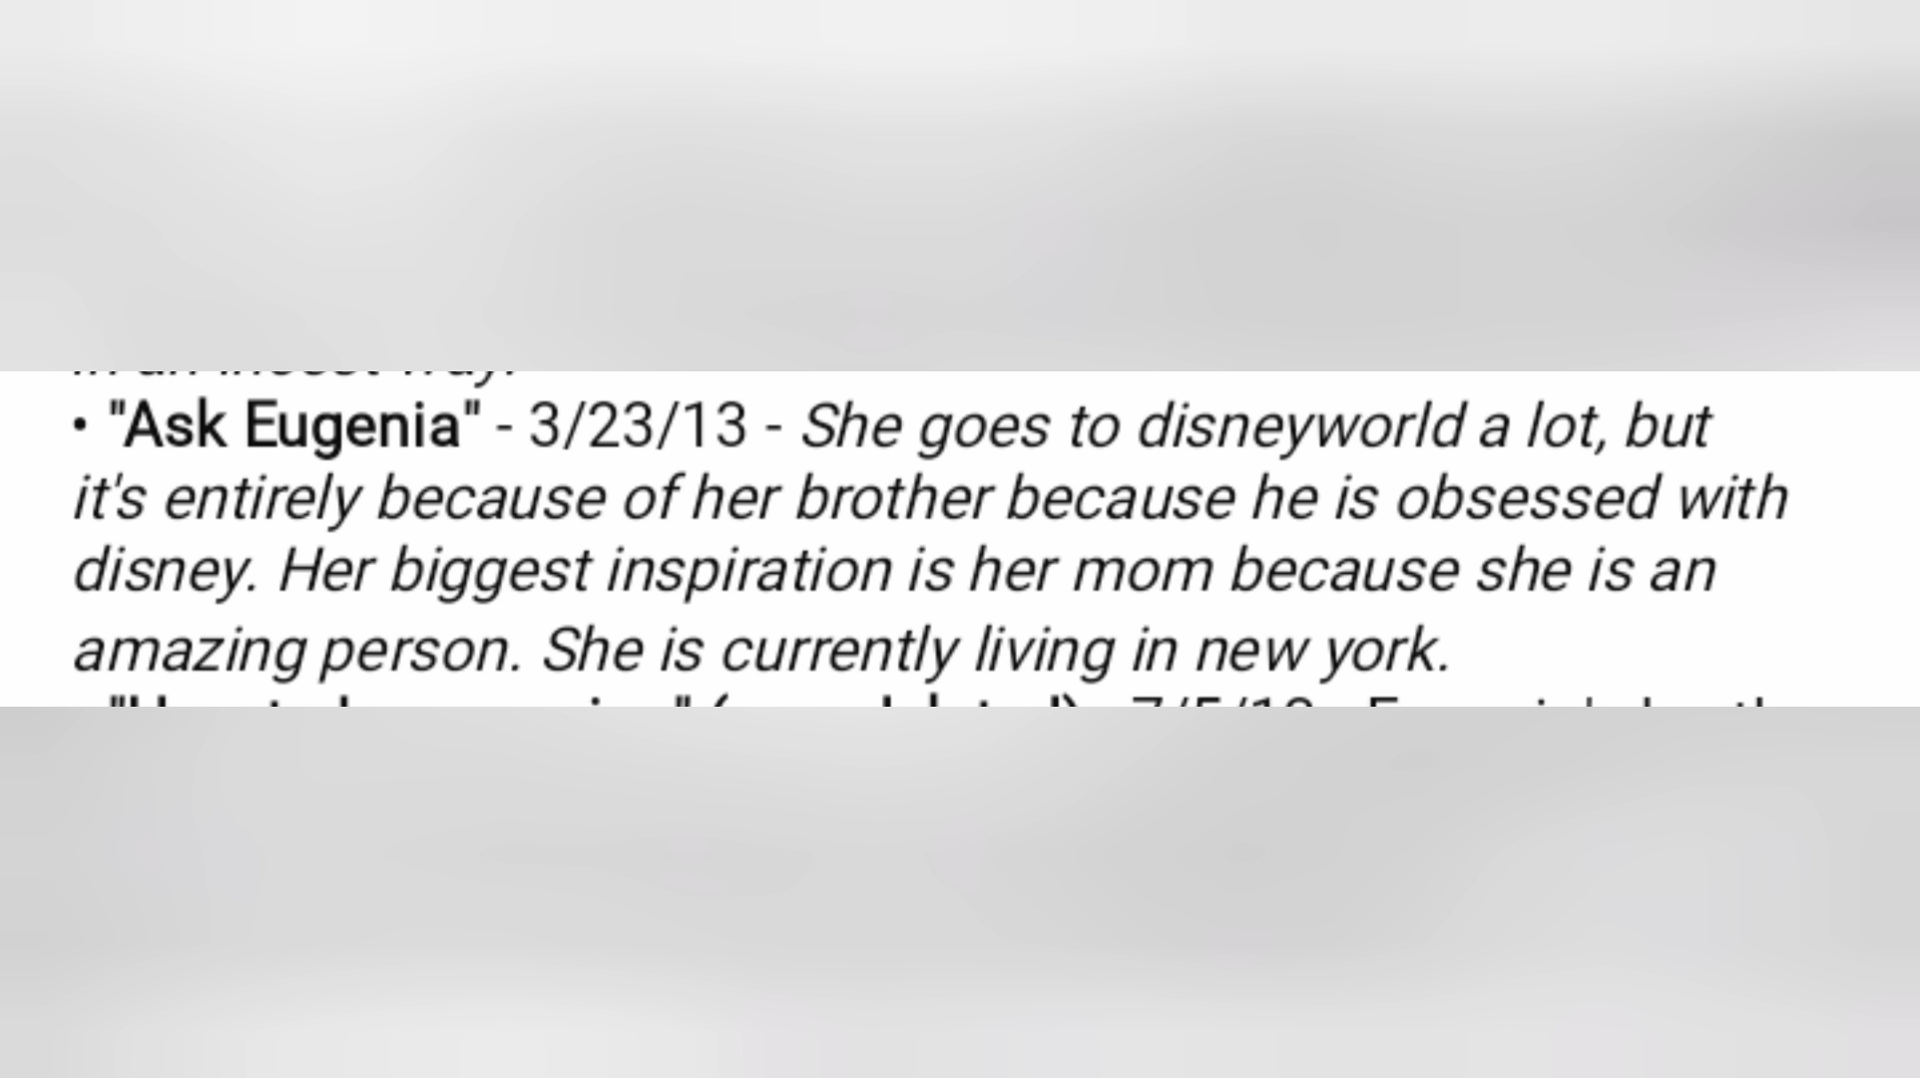 • "Ask Eugenia" - 3/23/13 - She goes to disneyworld a lot, but
it's entirely because of her brother because he is obsessed with
disney. Her biggest inspiration is her mom because she is an
amazing person. She is currently living in new york.